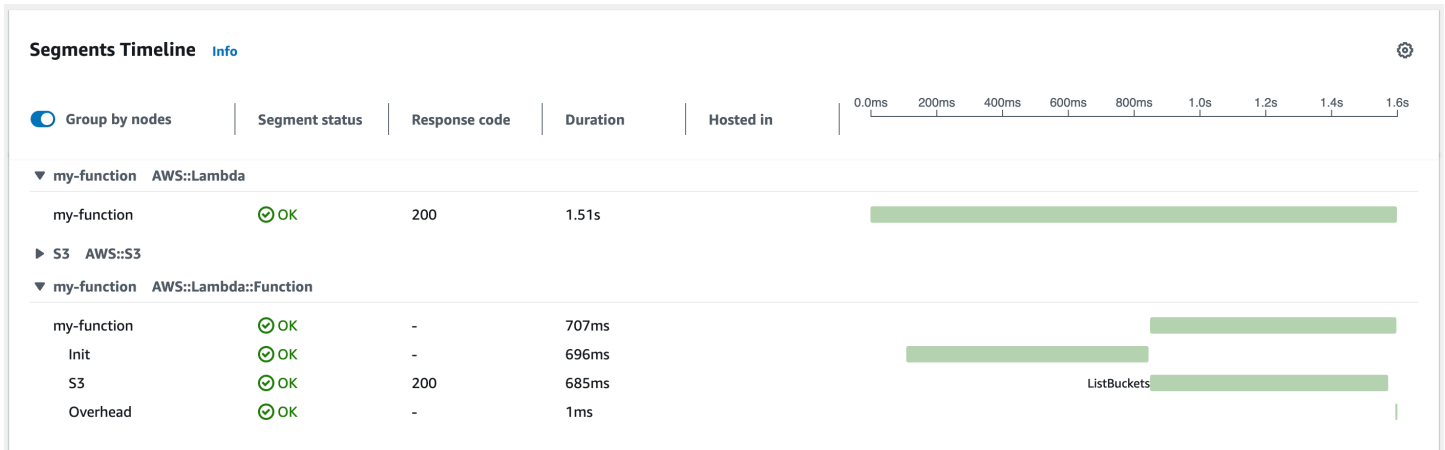 Segments Timeline Info
0.0ms 200ms 400ms 600ms 800ms 1.0s 1.2s 1.4s 1.6s
Group by nodes Segment status Response code Duration Hosted in
my-function AWS::Lambda
my-function OK 200 1.51s
S3 AWS::S3
my-function AWS::Lambda::Function
my-function OK - 707ms
Init OK - 696ms
S3 OK 200 685ms ListBuckets
Overhead OK - 1ms